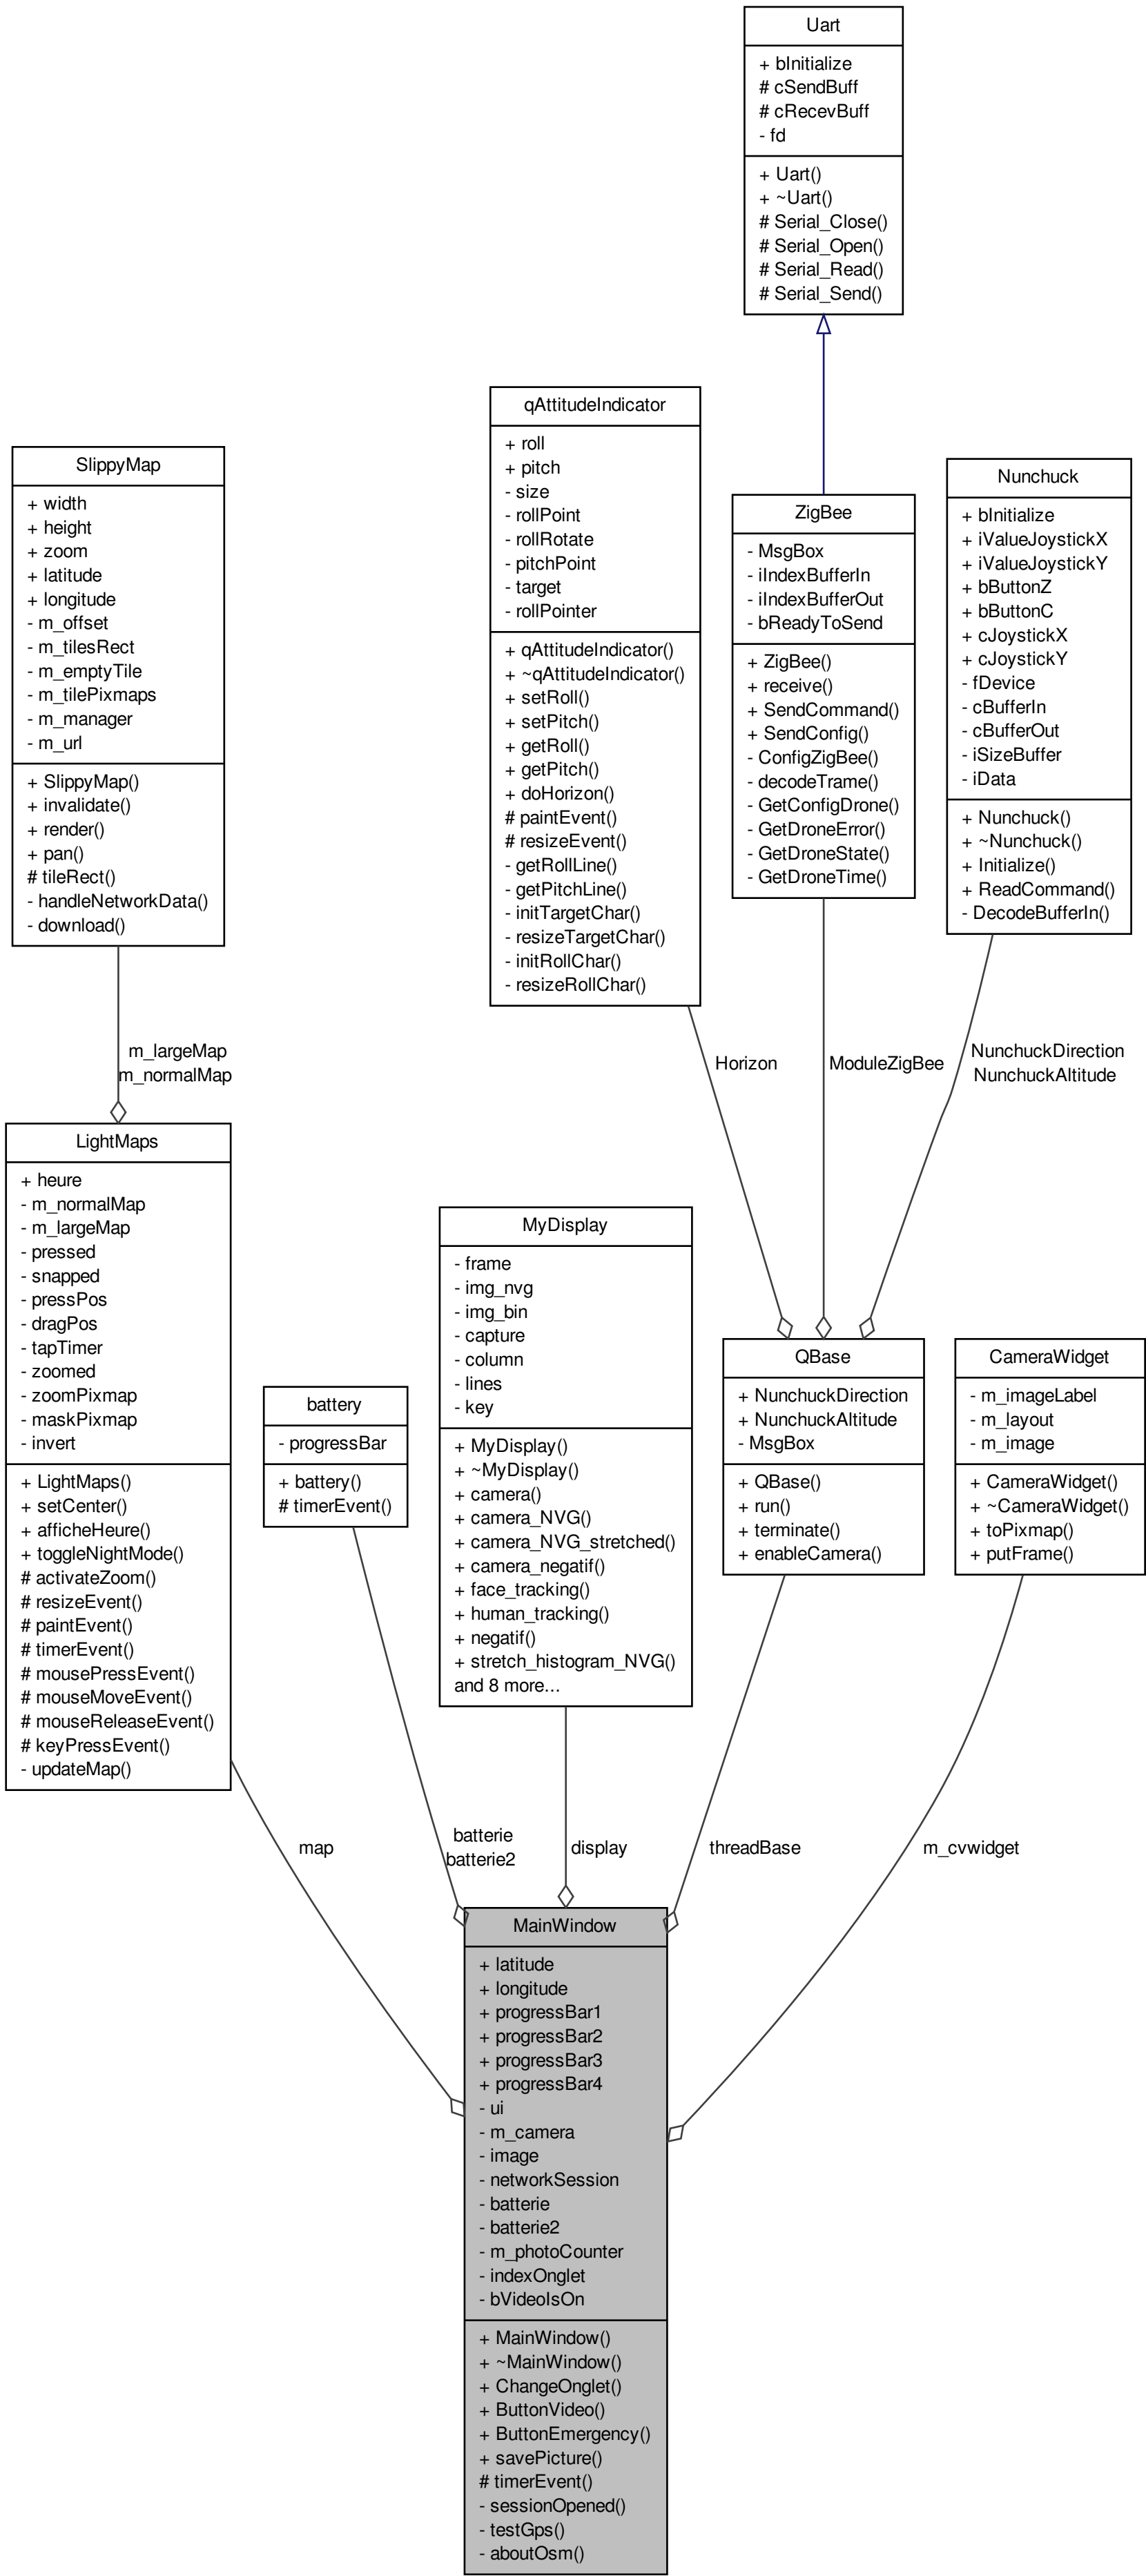 Uart
+ bInitialize
# cSendBuff
# cRecevBuff
- fd
+ Uart()
+ ~Uart()
# Serial_Close()
# Serial_Open()
# Serial_Read()
# Serial_Send()
qAttitudeIndicator
+ roll
+ pitch
- size
- rollPoint
- rollRotate
- pitchPoint
- target
- rollPointer
+ qAttitudeIndicator()
+ ~qAttitudeIndicator()
+ setRoll()
+ setPitch()
+ getRoll()
+ getPitch()
+ doHorizon()
# paintEvent()
# resizeEvent()
- getRollLine()
- getPitchLine()
- initTargetChar()
- resizeTargetChar()
- initRollChar()
- resizeRollChar()
SlippyMap
+ width
+ height
+ zoom
+ latitude
+ longitude
- m_offset
- m_tilesRect
- m_emptyTile
- m_tilePixmaps
- m_manager
- m_url
+ SlippyMap()
+ invalidate()
+ render()
+ pan()
# tileRect()
- handleNetworkData()
- download()
Nunchuck
+ bInitialize
+ iValueJoystickX
+ iValueJoystickY
+ bButtonZ
+ bButtonC
+ cJoystickX
+ cJoystickY
- fDevice
- cBufferIn
- cBufferOut
- iSizeBuffer
- iData
+ Nunchuck()
+ ~Nunchuck()
+ Initialize()
+ ReadCommand()
- DecodeBufferIn()
ZigBee
- MsgBox
- iIndexBufferIn
- iIndexBufferOut
- bReadyToSend
+ ZigBee()
+ receive()
+ SendCommand()
+ SendConfig()
- ConfigZigBee()
- decodeTrame()
- GetConfigDrone()
- GetDroneError()
- GetDroneState()
- GetDroneTime()
m_largeMap
m_normalMap
Horizon
ModuleZigBee
NunchuckDirection
NunchuckAltitude
LightMaps
+ heure
- m_normalMap
- m_largeMap
- pressed
- snapped
- pressPos
- dragPos
- tapTimer
- zoomed
- zoomPixmap
- maskPixmap
- invert
+ LightMaps()
+ setCenter()
+ afficheHeure()
+ toggleNightMode()
# activateZoom()
# resizeEvent()
# paintEvent()
# timerEvent()
# mousePressEvent()
# mouseMoveEvent()
# mouseReleaseEvent()
# keyPressEvent()
- updateMap()
MyDisplay
- frame
- img_nvg
- img_bin
- capture
- column
- lines
- key
+ MyDisplay()
+ ~MyDisplay()
+ camera()
+ camera_NVG()
+ camera_NVG_stretched()
+ camera_negatif()
+ face_tracking()
+ human_tracking()
+ negatif()
+ stretch_histogram_NVG()
and 8 more...
QBase
+ NunchuckDirection
+ NunchuckAltitude
- MsgBox
+ QBase()
+ run()
+ terminate()
+ enableCamera()
CameraWidget
- m_imageLabel
- m_layout
- m_image
+ CameraWidget()
+ ~CameraWidget()
+ toPixmap()
+ putFrame()
battery
- progressBar
+ battery()
# timerEvent()
map
batterie
batterie2
display
threadBase
m_cvwidget
MainWindow
+ latitude
+ longitude
+ progressBar1
+ progressBar2
+ progressBar3
+ progressBar4
- ui
- m_camera
- image
- networkSession
- batterie
- batterie2
- m_photoCounter
- indexOnglet
- bVideoIsOn
+ MainWindow()
+ ~MainWindow()
+ ChangeOnglet()
+ ButtonVideo()
+ ButtonEmergency()
+ savePicture()
# timerEvent()
- sessionOpened()
- testGps()
- aboutOsm()